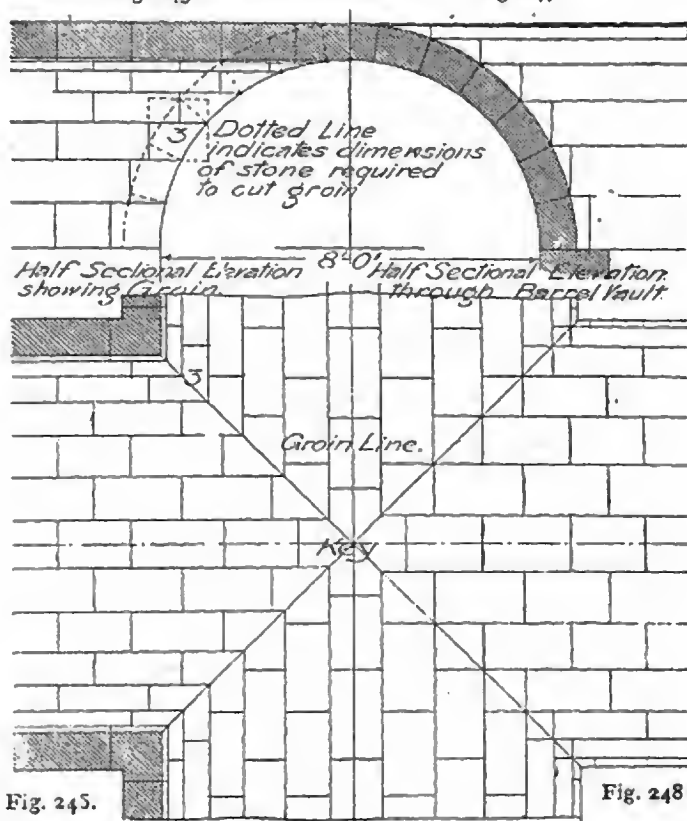 3
Dotted Line
indicates dimensions
of stone required
to cut groin
8'-0"
Half Sectional Elevation
showing Groin.
Half Sectional Elevation
through Barrel Vault.
3
Groin Line.
Key
Fig. 245.
Fig. 248